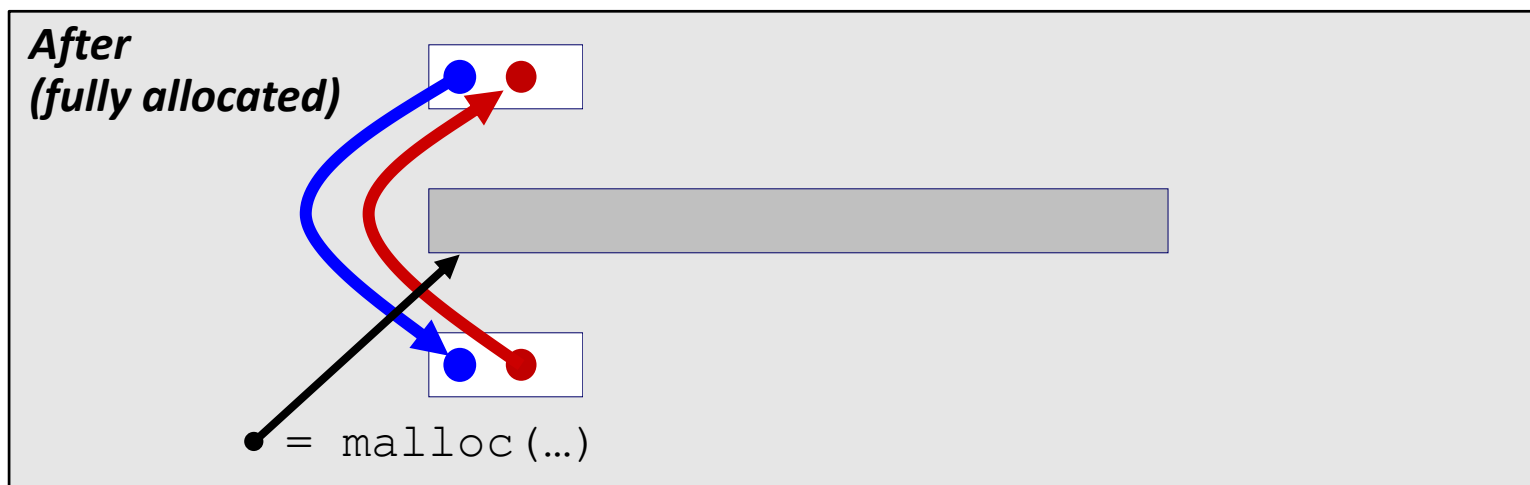 After
(fully allocated)
= malloc(…)